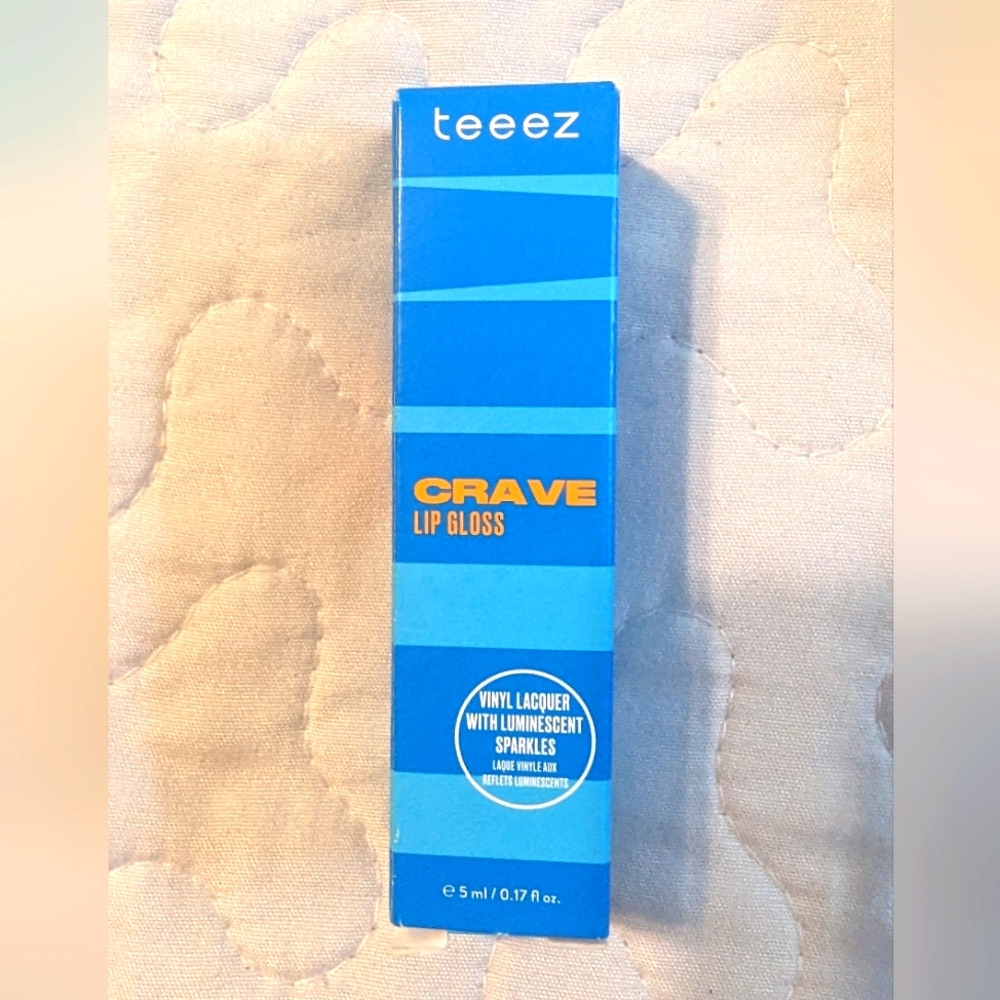 teeez
CRAVE
LIP GLOSS
VINYL LACQUER
WITH LUMINESCENT
SPARKLES
LAQUE VINYLE AUX
REFLETS LUMINESCENTS
℮ 5 ml / 0.17 fl oz.